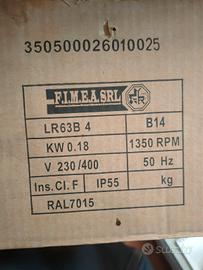 350500026010025
F.I.M.E.A. SRL
LR63B 4 B14
KW 0.18 1350 RPM
V 230/400 50 Hz
Ins. Cl. F IP55 kg
RAL7015
Subito